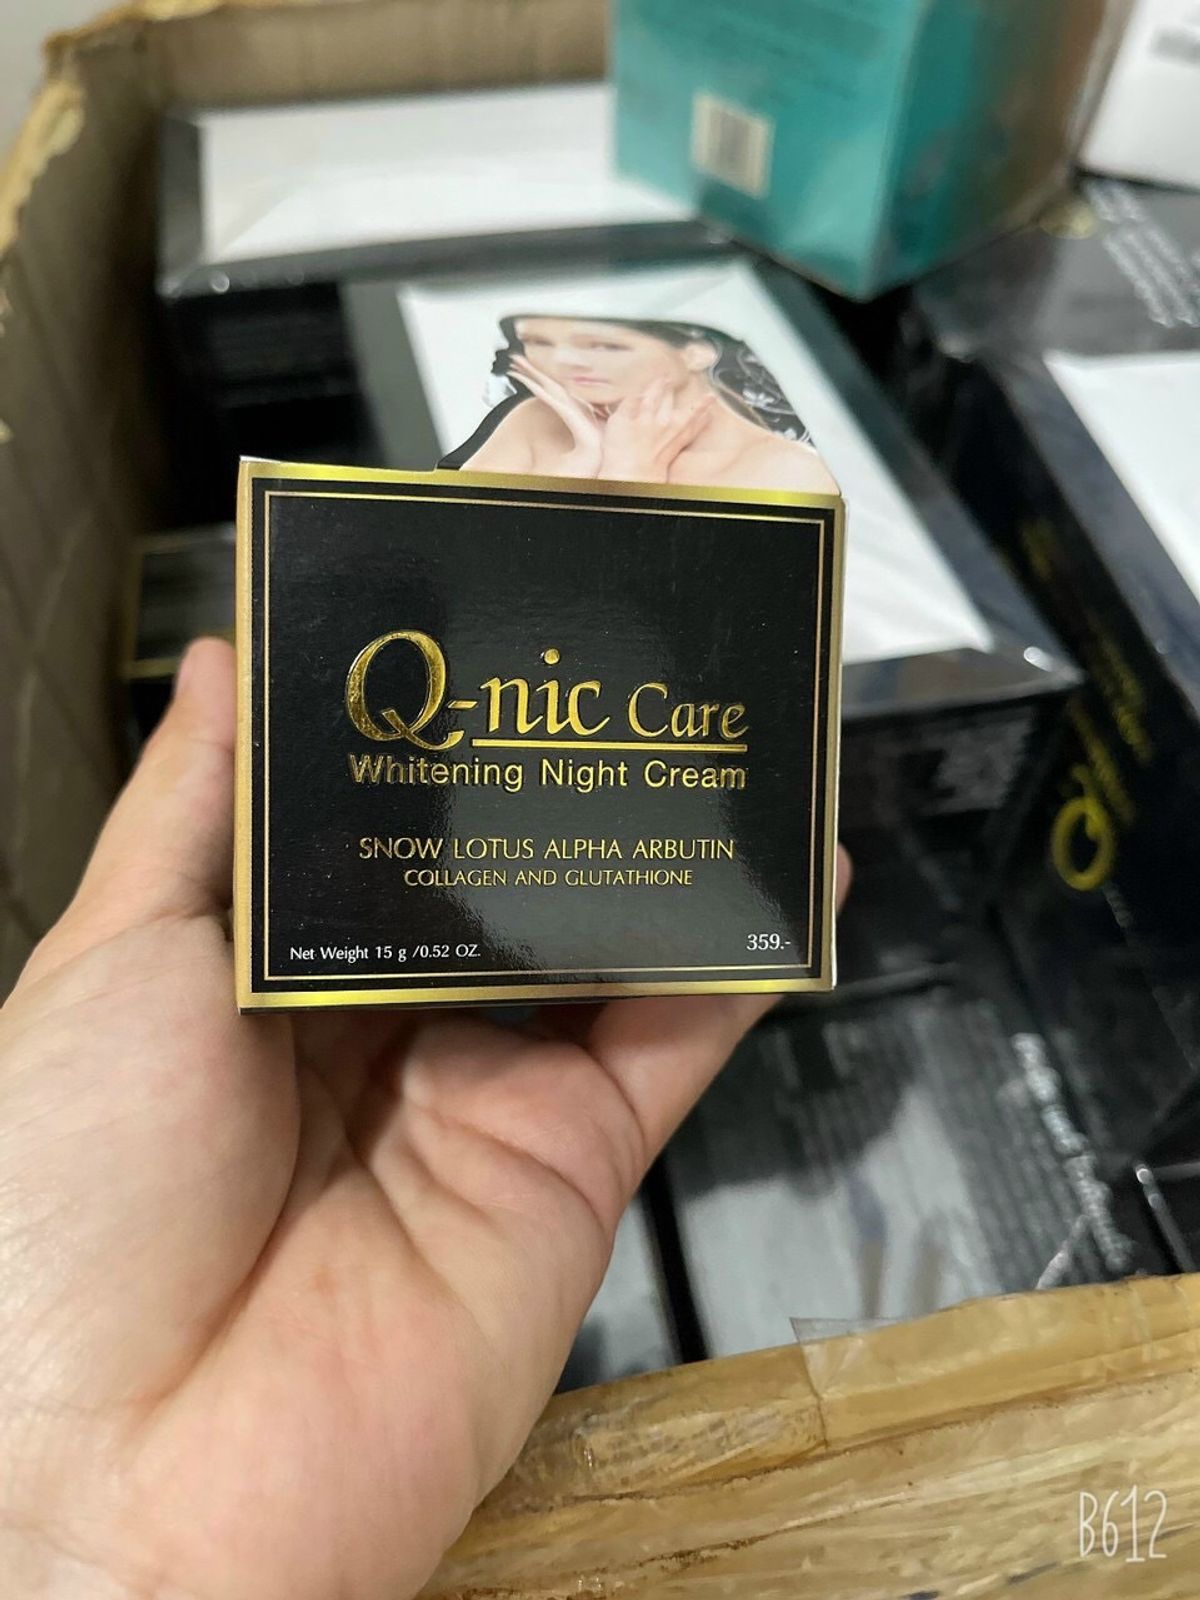 Q-nic Care
Whitening Night Cream
SNOW LOTUS ALPHA ARBUTIN
COLLAGEN AND GLUTATHIONE
Net Weight 15 g /0.52 OZ.
359.-
B612